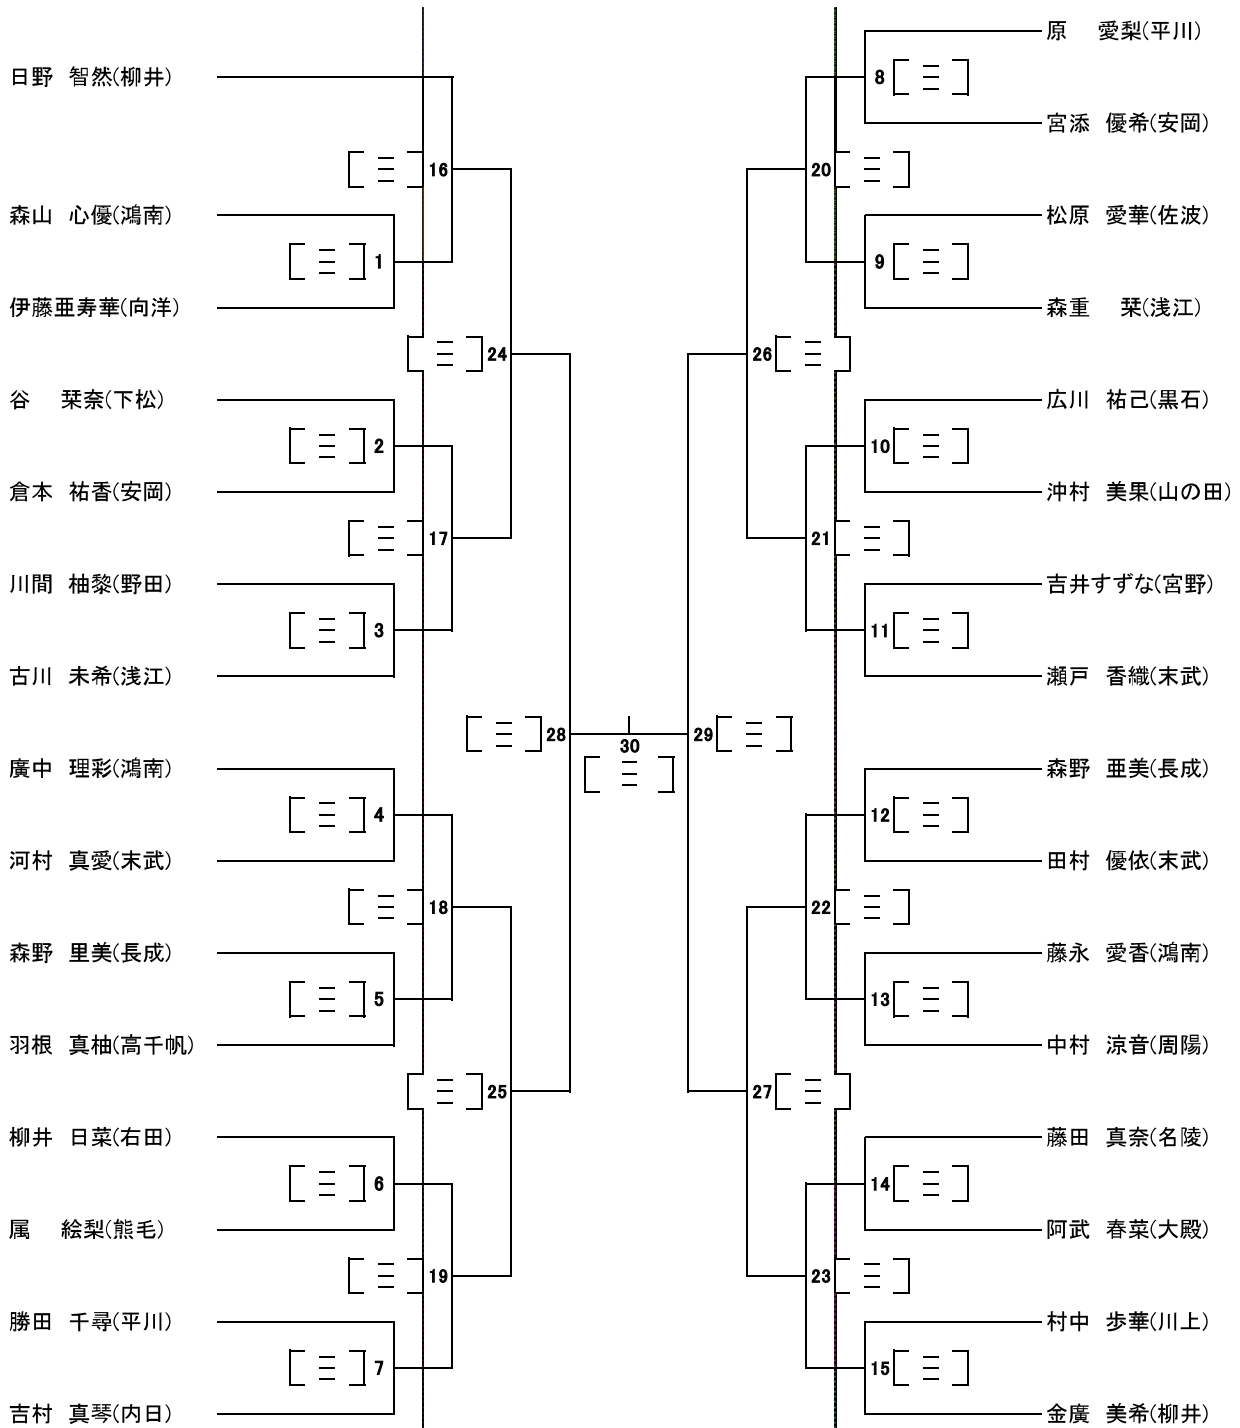 日野 智然(柳井)
16
森山 心優(鴻南)
1
伊藤亜寿華(向洋)
24
谷 栞奈(下松)
2
倉本 祐香(安岡)
17
川間 柚黎(野田)
3
古川 未希(浅江)
28
廣中 理彩(鴻南)
4
河村 真愛(末武)
18
森野 里美(長成)
5
羽根 真柚(高千帆)
25
柳井 日菜(右田)
6
属 絵梨(熊毛)
19
勝田 千尋(平川)
7
吉村 真琴(内日)
30
原 愛梨(平川)
8
宮添 優希(安岡)
20
松原 愛華(佐波)
9
森重 栞(浅江)
26
広川 祐己(黒石)
10
沖村 美果(山の田)
21
吉井すずな(宮野)
11
瀬戸 香織(末武)
29
森野 亜美(長成)
12
田村 優依(末武)
22
藤永 愛香(鴻南)
13
中村 涼音(周陽)
27
藤田 真奈(名陵)
14
阿武 春菜(大殿)
23
村中 歩華(川上)
15
金廣 美希(柳井)